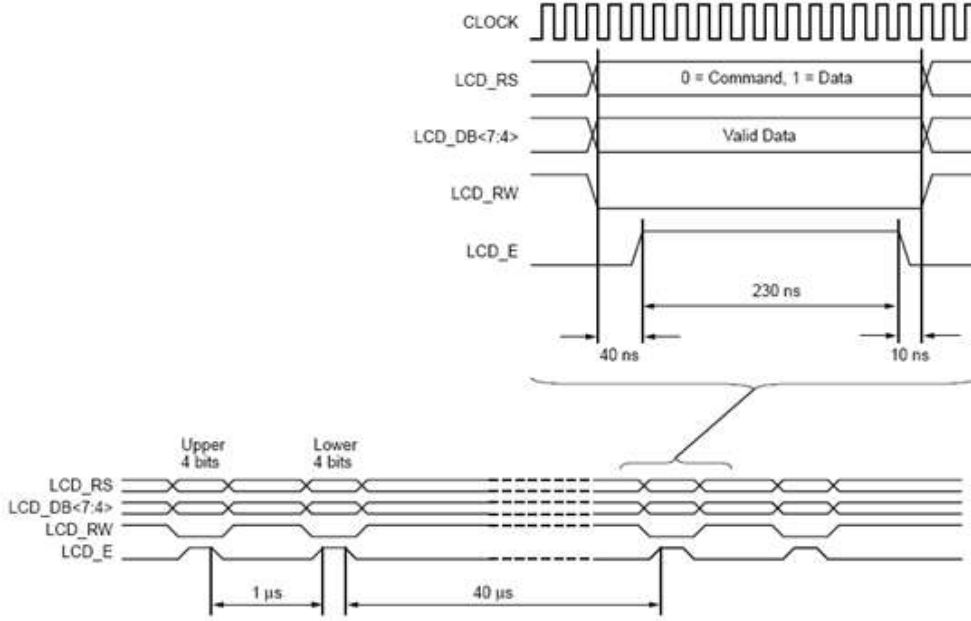 CLOCK
LCD_RS
0 = Command, 1 = Data
LCD_DB<7:4>
Valid Data
LCD_RW
LCD_E
230 ns
40 ns
10 ns
Upper
4 bits
Lower
4 bits
LCD_RS
LCD_DB<7:4>
LCD_RW
LCD_E
1 µs
40 µs